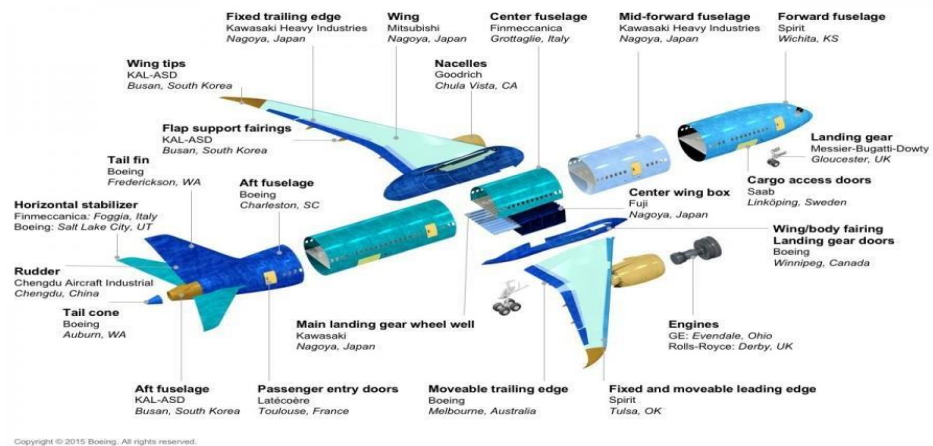 Fixed trailing edge
Kawasaki Heavy Industries
Nagoya, Japan
Wing
Mitsubishi
Nagoya, Japan
Center fuselage
Finmeccanica
Grottaglie, Italy
Mid-forward fuselage
Kawasaki Heavy Industries
Nagoya, Japan
Forward fuselage
Spirit
Wichita, KS
Wing tips
KAL-ASD
Busan, South Korea
Nacelles
Goodrich
Chula Vista, CA
Flap support fairings
KAL-ASD
Busan, South Korea
Landing gear
Messier-Bugatti-Dowty
Gloucester, UK
Tail fin
Boeing
Frederickson, WA
Aft fuselage
Boeing
Charleston, SC
Cargo access doors
Saab
Linköping, Sweden
Center wing box
Fuji
Nagoya, Japan
Horizontal stabilizer
Finmeccanica: Foggia, Italy
Boeing: Salt Lake City, UT
Wing/body fairing
Landing gear doors
Boeing
Winnipeg, Canada
Rudder
Chengdu Aircraft Industrial
Chengdu, China
Tail cone
Boeing
Auburn, WA
Main landing gear wheel well
Kawasaki
Nagoya, Japan
Engines
GE: Evendale, Ohio
Rolls-Royce: Derby, UK
Aft fuselage
KAL-ASD
Busan, South Korea
Passenger entry doors
Latécoère
Toulouse, France
Moveable trailing edge
Boeing
Melbourne, Australia
Fixed and moveable leading edge
Spirit
Tulsa, OK
Copyright © 2015 Boeing. All rights reserved.